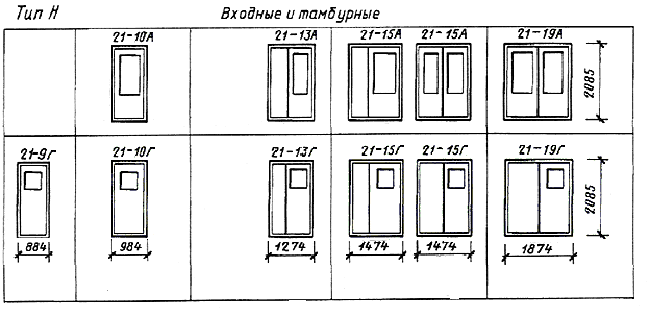 Тип Н
Входные и тамбурные
21-10А
21-13А
21-15А
21-15А
21-19А
2085
21-9г
21-10г
21-13г
21-15г
21-15г
21-19г
2085
884
984
1274
1474
1474
1874